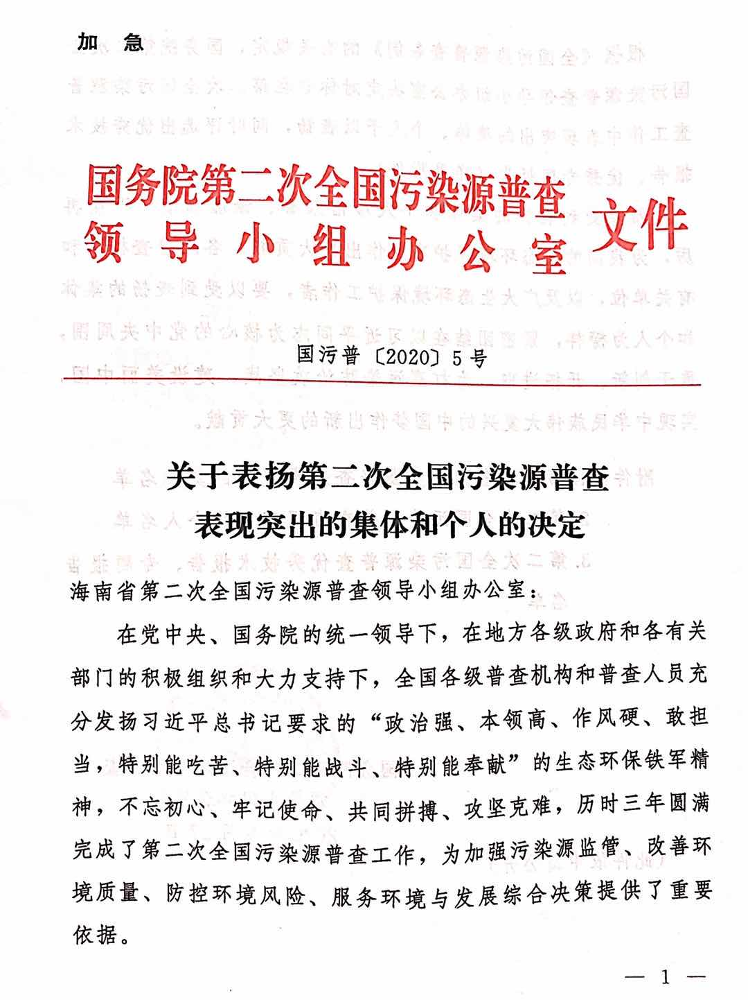 加 急
国务院第二次全国污染源普查
领导小组办公室
文件
国污普〔2020〕5号
关于表扬第二次全国污染源普查
表现突出的集体和个人的决定
海南省第二次全国污染源普查领导小组办公室：
在党中央、国务院的统一领导下，在地方各级政府和各有关
部门的积极组织和大力支持下，全国各级普查机构和普查人员充
分发扬习近平总书记要求的“政治强、本领高、作风硬、敢担
当，特别能吃苦、特别能战斗、特别能奉献”的生态环保铁军精
神，不忘初心、牢记使命、共同拼搏、攻坚克难，历时三年圆满
完成了第二次全国污染源普查工作，为加强污染源监管、改善环
境质量、防控环境风险、服务环境与发展综合决策提供了重要
依据。
— 1 —